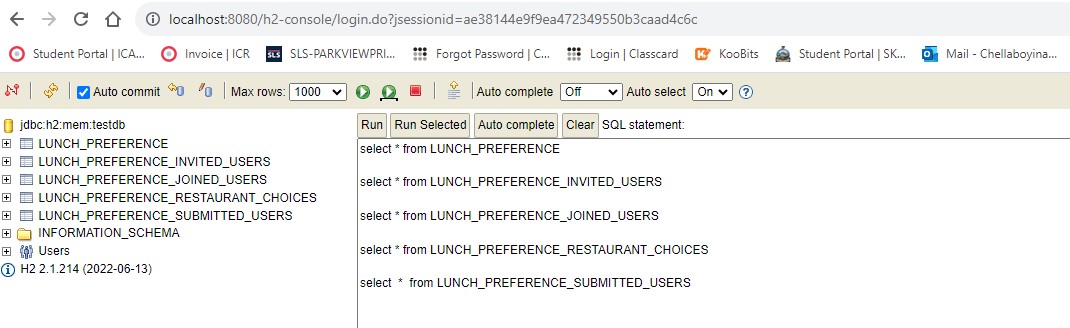 localhost:8080/h2-console/login.do?jsessionid=ae38144e9f9ea472349550b3caad4c6c
Student Portal | ICA... Invoice | ICR SLS SLS-PARKVIEWPRI... Forgot Password | C... Login | Classcard KooBits Student Portal | SK... Mail - Chellaboyina...
Auto commit Max rows: 1000 Auto complete Off Auto select On
jdbc:h2:mem:testdb
LUNCH_PREFERENCE
LUNCH_PREFERENCE_INVITED_USERS
LUNCH_PREFERENCE_JOINED_USERS
LUNCH_PREFERENCE_RESTAURANT_CHOICES
LUNCH_PREFERENCE_SUBMITTED_USERS
INFORMATION_SCHEMA
Users
H2 2.1.214 (2022-06-13)
Run Run Selected Auto complete Clear SQL statement:
select * from LUNCH_PREFERENCE
select * from LUNCH_PREFERENCE_INVITED_USERS
select * from LUNCH_PREFERENCE_JOINED_USERS
select * from LUNCH_PREFERENCE_RESTAURANT_CHOICES
select  *  from LUNCH_PREFERENCE_SUBMITTED_USERS